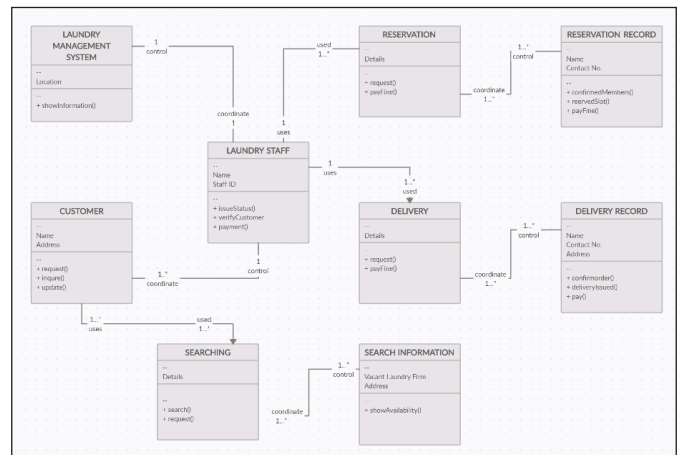 LAUNDRY
MANAGEMENT
SYSTEM
--
Location
--
+ showInformation()
1
control
coordinate
1
used
1...*
1
uses
RESERVATION
--
Details
--
+ request()
+ payFine()
1...*
control
coordinate
1...*
RESERVATION RECORD
--
Name
Contact No.
--
+ confirmedMembers()
+ reervedSlot()
+ payFine()
LAUNDRY STAFF
--
Name
Staff ID
--
+ issueStatus()
+ verifyCustomer
+ payment()
1
uses
1...*
used
1
control
1..*
coordinate
CUSTOMER
--
Name
Address
--
+ request()
+ inqure()
+ update()
DELIVERY
--
Details
--
+ request()
+ payFine()
1...*
control
coordinate
1...*
DELIVERY RECORD
--
Name
Contact No.
Address
--
+ confirmorder()
+ deliveryIssued()
+ pay()
1...*
uses
used
1...*
SEARCHING
--
Details
--
+ search()
+ request()
1...*
control
coordinate
1...*
SEARCH INFORMATION
--
Vacant Laundry Firm
Address
--
+ showAvailability()